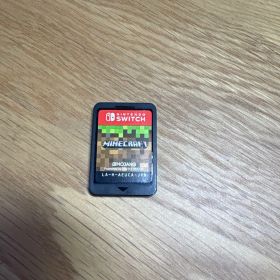 NINTENDO
SWITCH
MINECRAFT
MOJANG
LA-H-AEUCA-JPN